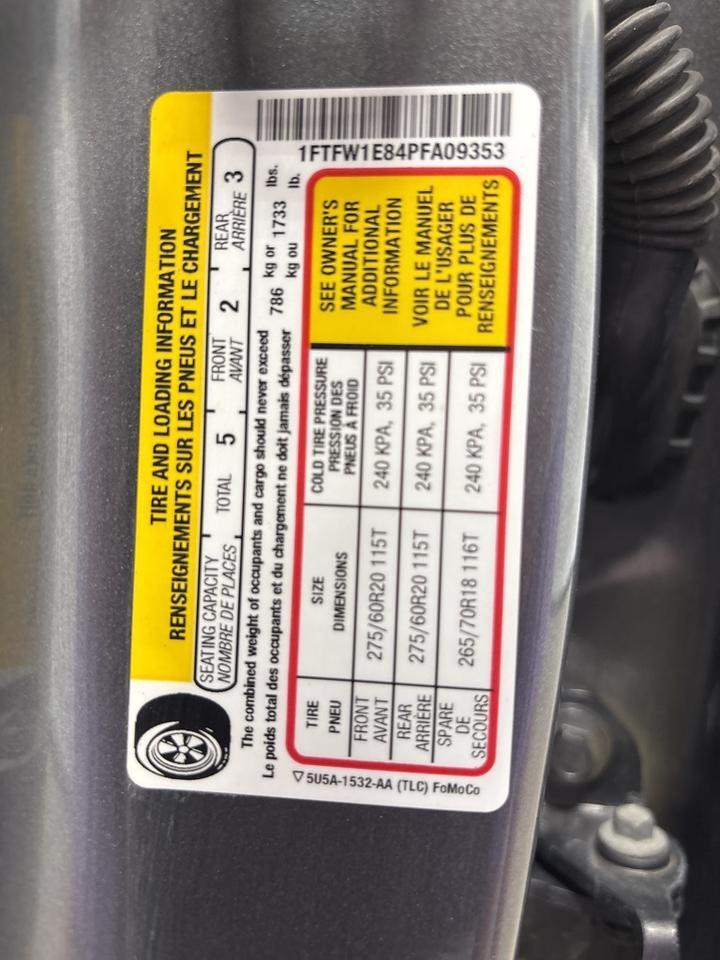 TIRE AND LOADING INFORMATION
RENSEIGNEMENTS SUR LES PNEUS ET LE CHARGEMENT
SEATING CAPACITY
NOMBRE DE PLACES
TOTAL 5
FRONT
AVANT
2
REAR
ARRIÈRE
3
The combined weight of occupants and cargo should never exceed 786 kg or 1733 lbs.
Le poids total des occupants et du chargement ne doit jamais dépasser kg ou lb.
TIRE
PNEU
SIZE
DIMENSIONS
COLD TIRE PRESSURE
PRESSION DES
PNEUS À FROID
FRONT
AVANT
275/60R20 115T
240 KPA, 35 PSI
REAR
ARRIÈRE
275/60R20 115T
240 KPA, 35 PSI
SPARE
DE
SECOURS
265/70R18 116T
240 KPA, 35 PSI
SEE OWNER'S
MANUAL FOR
ADDITIONAL
INFORMATION
VOIR LE MANUEL
DE L'USAGER
POUR PLUS DE
RENSEIGNEMENTS
5U5A-1532-AA (TLC) FoMoCo
1FTFW1E84PFA09353